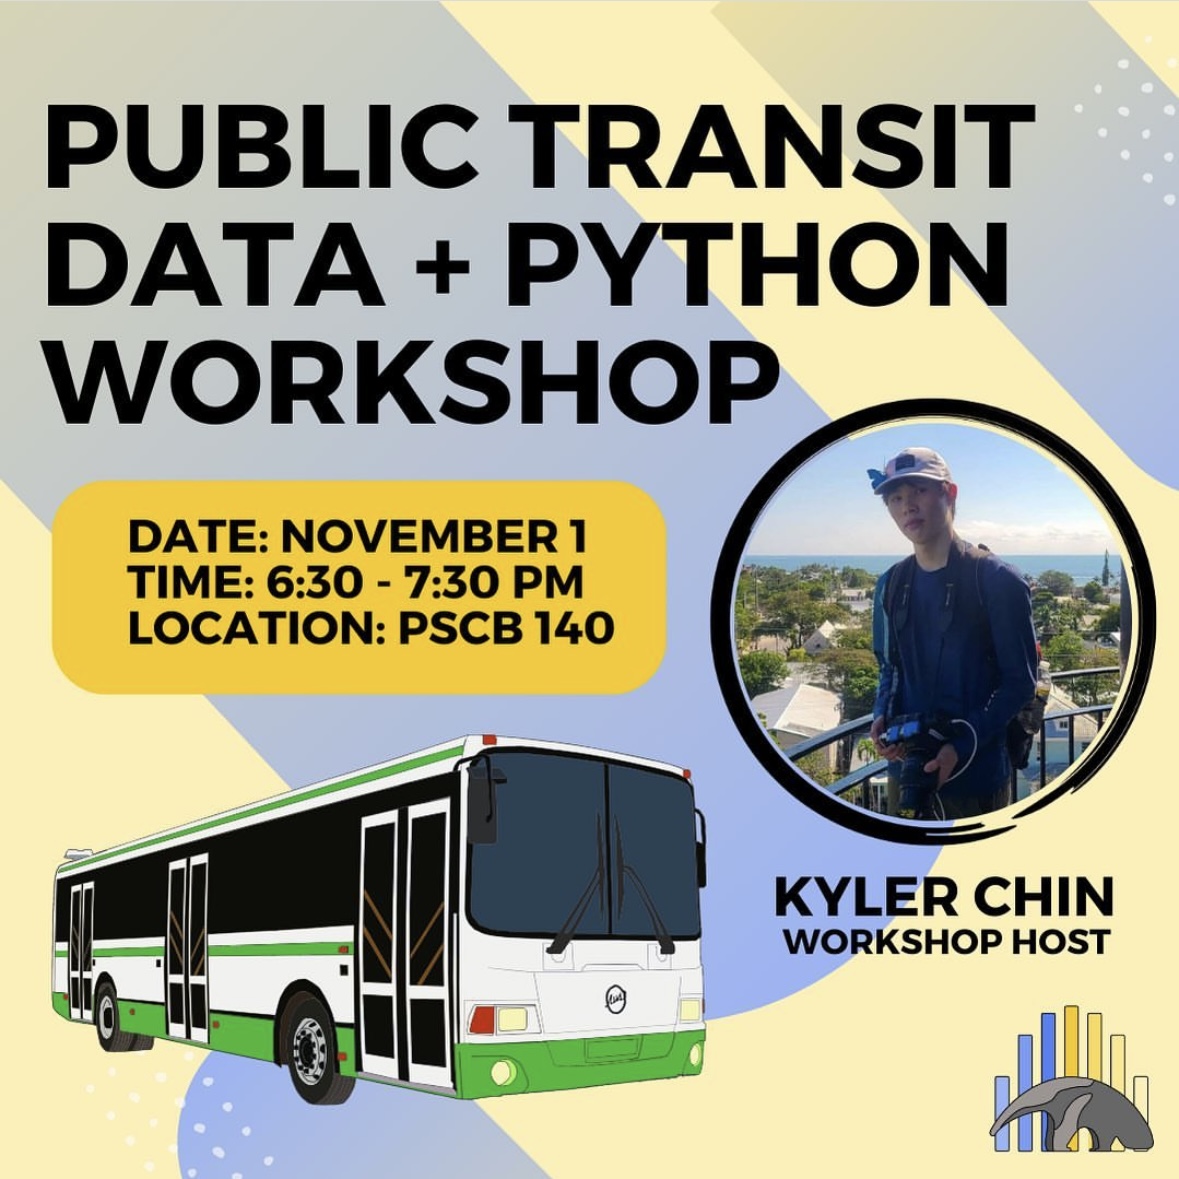 PUBLIC TRANSIT
DATA + PYTHON
WORKSHOP
DATE: NOVEMBER 1
TIME: 6:30 - 7:30 PM
LOCATION: PSCB 140
KYLER CHIN
WORKSHOP HOST